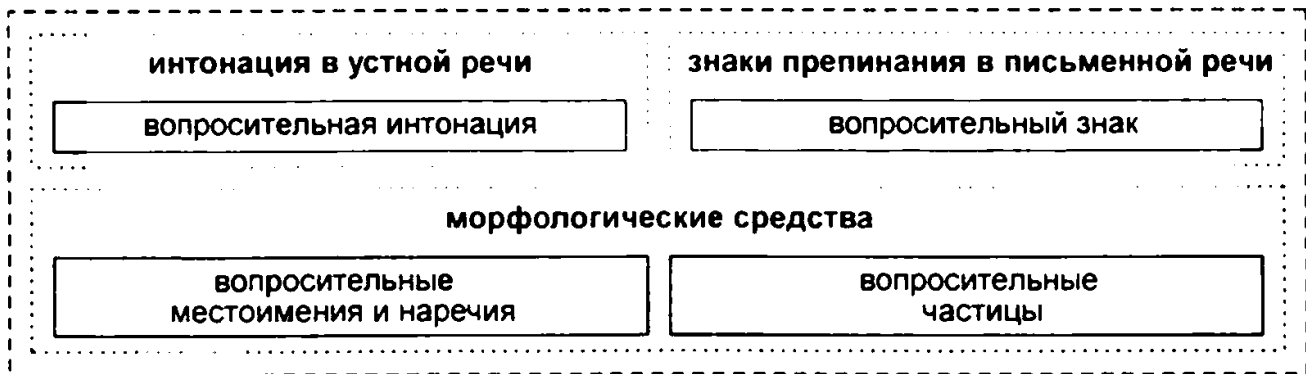 интонация в устной речи
вопросительная интонация
знаки препинания в письменной речи
вопросительный знак
морфологические средства
вопросительные
местоимения и наречия
вопросительные
частицы